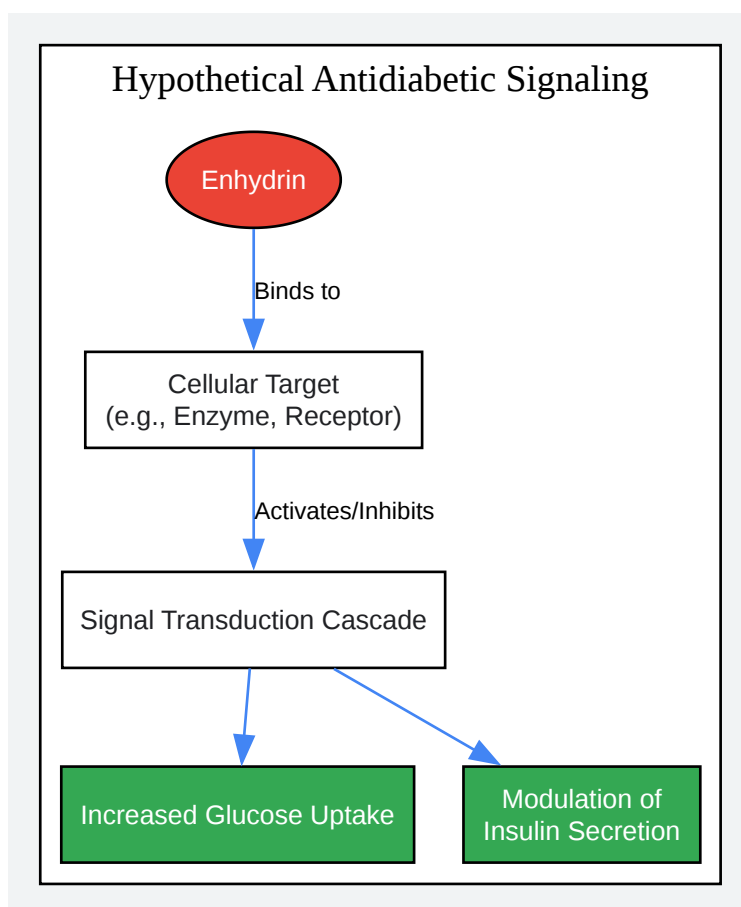 Hypothetical Antidiabetic Signaling
Enhydrin
Binds to
Cellular Target
(e.g., Enzyme, Receptor)
Activates/Inhibits
Signal Transduction Cascade
Increased Glucose Uptake
Modulation of
Insulin Secretion